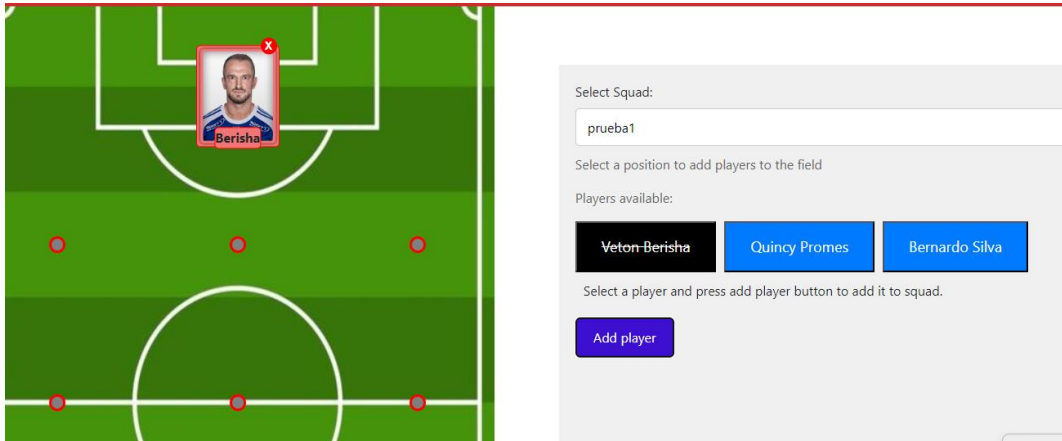 X
Berisha
Select Squad:
prueba1
Select a position to add players to the field
Players available:
Veton Berisha
Quincy Promes
Bernardo Silva
Select a player and press add player button to add it to squad.
Add player